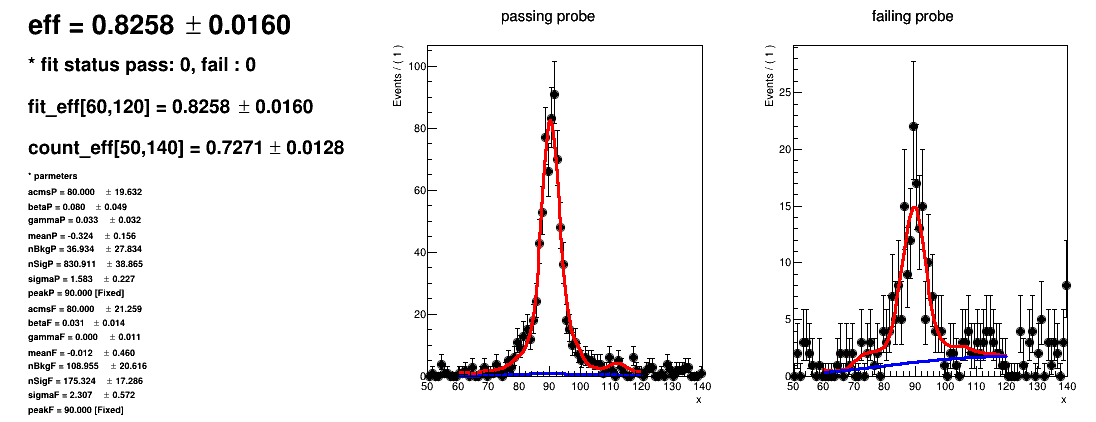 eff = 0.8258 ± 0.0160
* fit status pass: 0, fail : 0
fit_eff[60,120] = 0.8258 ± 0.0160
count_eff[50,140] = 0.7271 ± 0.0128
* parmeters
acmsP = 80.000 ± 19.632
betaP = 0.080 ± 0.049
gammaP = 0.033 ± 0.032
meanP = -0.324 ± 0.156
nBkgP = 36.934 ± 27.834
nSigP = 830.911 ± 38.865
sigmaP = 1.583 ± 0.227
peakP = 90.000 [Fixed]
acmsF = 80.000 ± 21.259
betaF = 0.031 ± 0.014
gammaF = 0.000 ± 0.011
meanF = -0.012 ± 0.460
nBkgF = 108.955 ± 20.616
nSigF = 175.324 ± 17.286
sigmaF = 2.307 ± 0.572
peakF = 90.000 [Fixed]
passing probe
Events / ( 1 )
100
80
60
40
20
0
50 60 70 80 90 100 110 120 130 140
x
failing probe
Events / ( 1 )
25
20
15
10
5
0
50 60 70 80 90 100 110 120 130 140
x